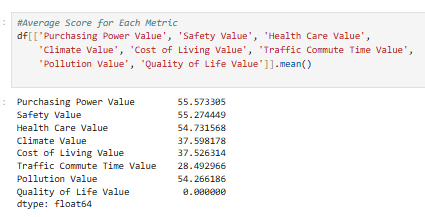 #Average Score for Each Metric
df[['Purchasing Power Value', 'Safety Value', 'Health Care Value',
'Climate Value', 'Cost of Living Value', 'Traffic Commute Time Value',
'Pollution Value', 'Quality of Life Value']].mean()
Purchasing Power Value 55.573305
Safety Value 55.274449
Health Care Value 54.731568
Climate Value 37.598178
Cost of Living Value 37.526314
Traffic Commute Time Value 28.492966
Pollution Value 54.266186
Quality of Life Value 0.000000
dtype: float64